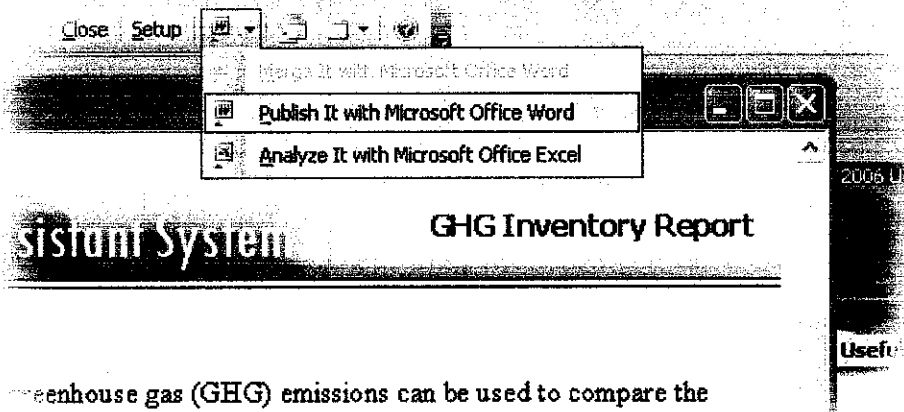 Close Setup
Merge It with Microsoft Office Word
Publish It with Microsoft Office Word
Analyze It with Microsoft Office Excel
2006 U
sistant System
GHG Inventory Report
Usefu
eenhouse gas (GHG) emissions can be used to compare the